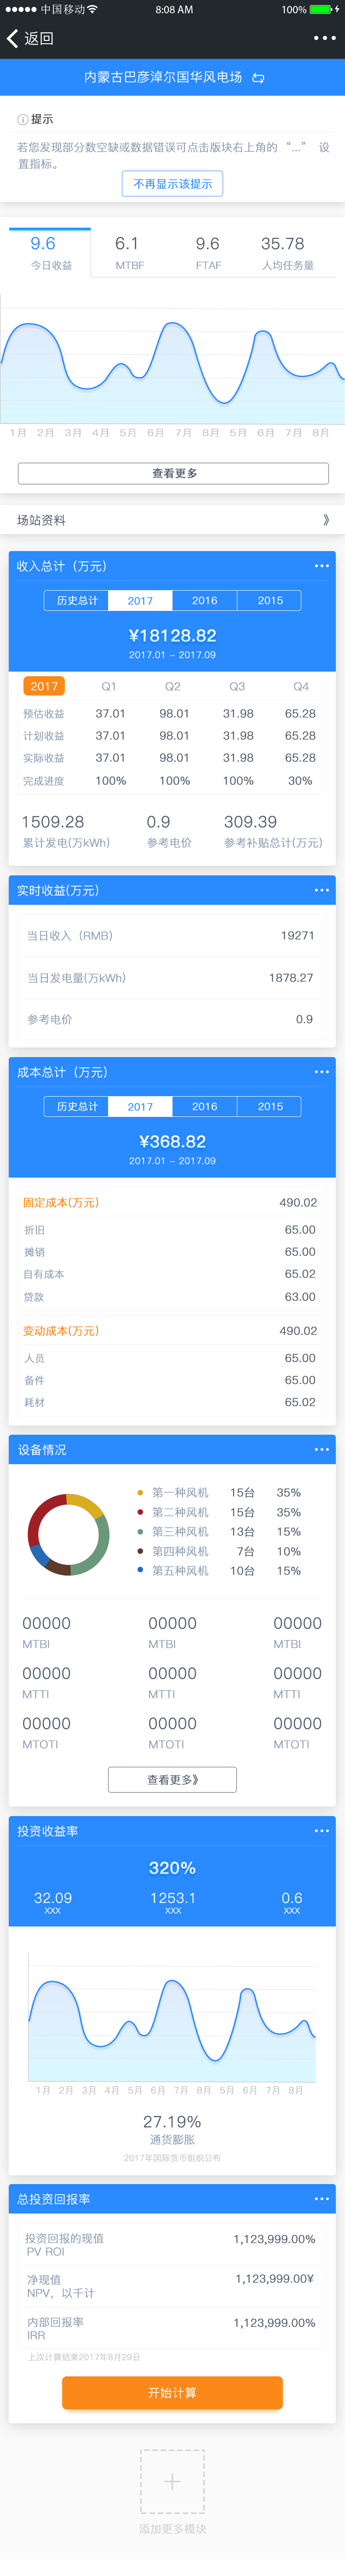 中国移动 8:08 AM 100%
返回
内蒙古巴彦淖尔国华风电场
提示
若您发现部分数空缺或数据错误可点击版块右上角的 “...” 设
置指标。
不再显示该提示
9.6 6.1 9.6 35.78
今日收益 MTBF FTAF 人均任务量
1月 2月 3月 4月 5月 6月 7月 8月 5月 6月 7月 8月
查看更多
场站资料 》
收入总计（万元） •••
历史总计 2017 2016 2015
¥18128.82
2017.01 – 2017.09
2017 Q1 Q2 Q3 Q4
预估收益 37.01 98.01 31.98 65.28
计划收益 37.01 98.01 31.98 65.28
实际收益 37.01 98.01 31.98 65.28
完成进度 100% 100% 100% 30%
1509.28 0.9 309.39
累计发电(万kWh) 参考电价 参考补贴总计(万元)
实时收益(万元) •••
当日收入（RMB） 19271
当日发电量(万kWh) 1878.27
参考电价 0.9
成本总计（万元） •••
历史总计 2017 2016 2015
¥368.82
2017.01 – 2017.09
固定成本(万元) 490.02
折旧 65.00
摊销 65.00
自有成本 65.02
贷款 63.00
变动成本(万元) 490.02
人员 65.00
备件 65.00
耗材 65.02
设备情况 •••
第一种风机 15台 35%
第二种风机 15台 35%
第三种风机 13台 15%
第四种风机 7台 10%
第五种风机 10台 15%
00000 00000 00000
MTBI MTBI MTBI
00000 00000 00000
MTTI MTTI MTTI
00000 00000 00000
MTOTI MTOTI MTOTI
查看更多》
投资收益率 •••
320%
32.09 1253.1 0.6
XXX XXX XXX
1月 2月 3月 4月 5月 6月 7月 8月 5月 6月 7月 8月
27.19%
通货膨胀
2017年国际货币组织公布
总投资回报率 •••
投资回报的现值 1,123,999.00%
PV ROI
净现值 1,123,999.00¥
NPV，以千计
内部回报率 1,123,999.00%
IRR
上次计算结果2017年8月29日
开始计算
添加更多模块